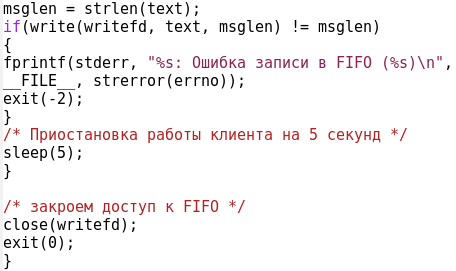 msglen = strlen(text);
if(write(writefd, text, msglen) != msglen)
{
fprintf(stderr, "%s: Ошибка записи в FIFO (%s)\n",
__FILE__, strerror(errno));
exit(-2);
}
/* Приостановка работы клиента на 5 секунд */
sleep(5);
}
/* закроем доступ к FIFO */
close(writefd);
exit(0);
}